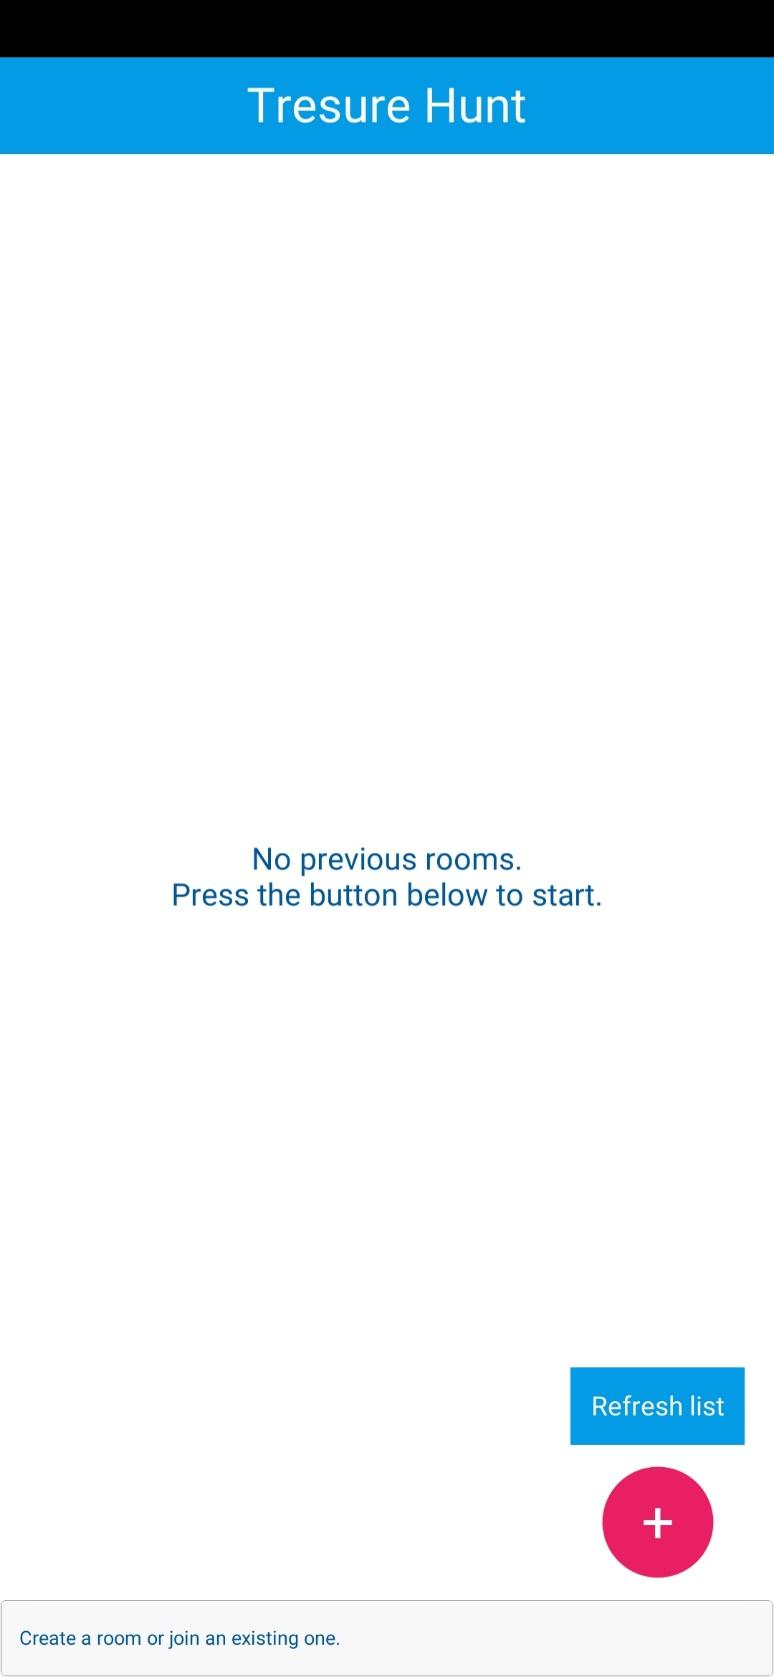 Tresure Hunt
No previous rooms.
Press the button below to start.
Refresh list
+
Create a room or join an existing one.